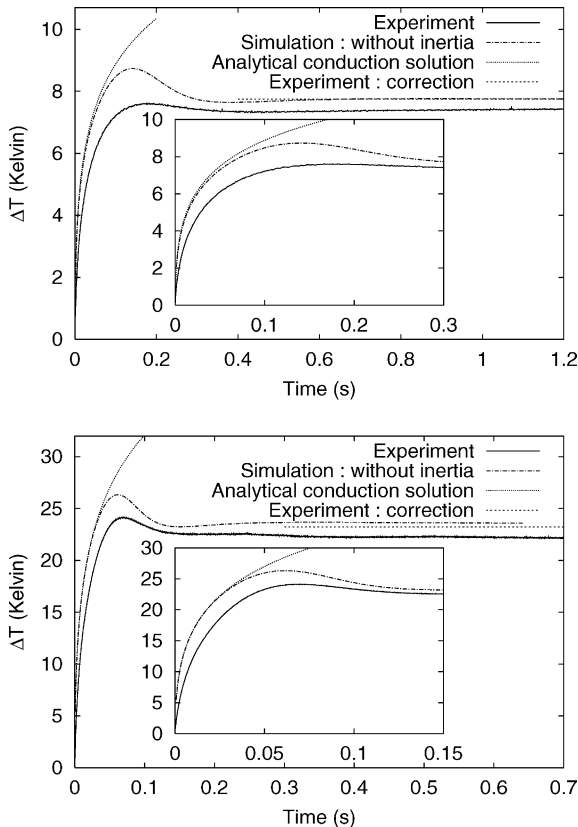 Experiment
Simulation : without inertia
Analytical conduction solution
Experiment : correction
10
8
6
4
2
0
ΔT (Kelvin)
10
8
6
4
2
0
0 0.1 0.2 0.3
0 0.2 0.4 0.6 0.8 1 1.2
Time (s)
Experiment
Simulation : without inertia
Analytical conduction solution
Experiment : correction
30
25
20
15
10
5
0
ΔT (Kelvin)
30
25
20
15
10
5
0
0 0.05 0.1 0.15
0 0.1 0.2 0.3 0.4 0.5 0.6 0.7
Time (s)